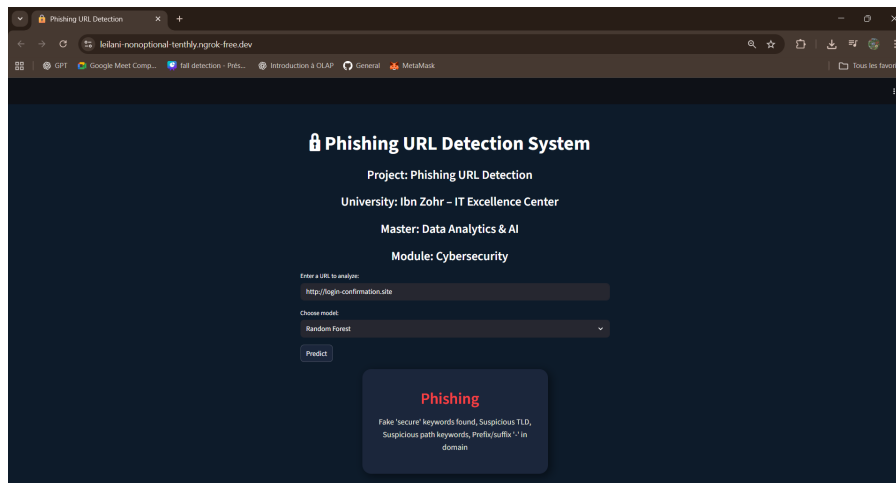 Phishing URL Detection
leilani-nonoptional-tenthly.ngrok-free.dev
GPT
Google Meet Comp...
fall detection - Prés...
Introduction à OLAP
General
MetaMask
Tous les favori
Phishing URL Detection System
Project: Phishing URL Detection
University: Ibn Zohr – IT Excellence Center
Master: Data Analytics & AI
Module: Cybersecurity
Enter a URL to analyze:
http://login-confirmation.site
Choose model:
Random Forest
Predict
Phishing
Fake 'secure' keywords found, Suspicious TLD,
Suspicious path keywords, Prefix/suffix '-' in
domain